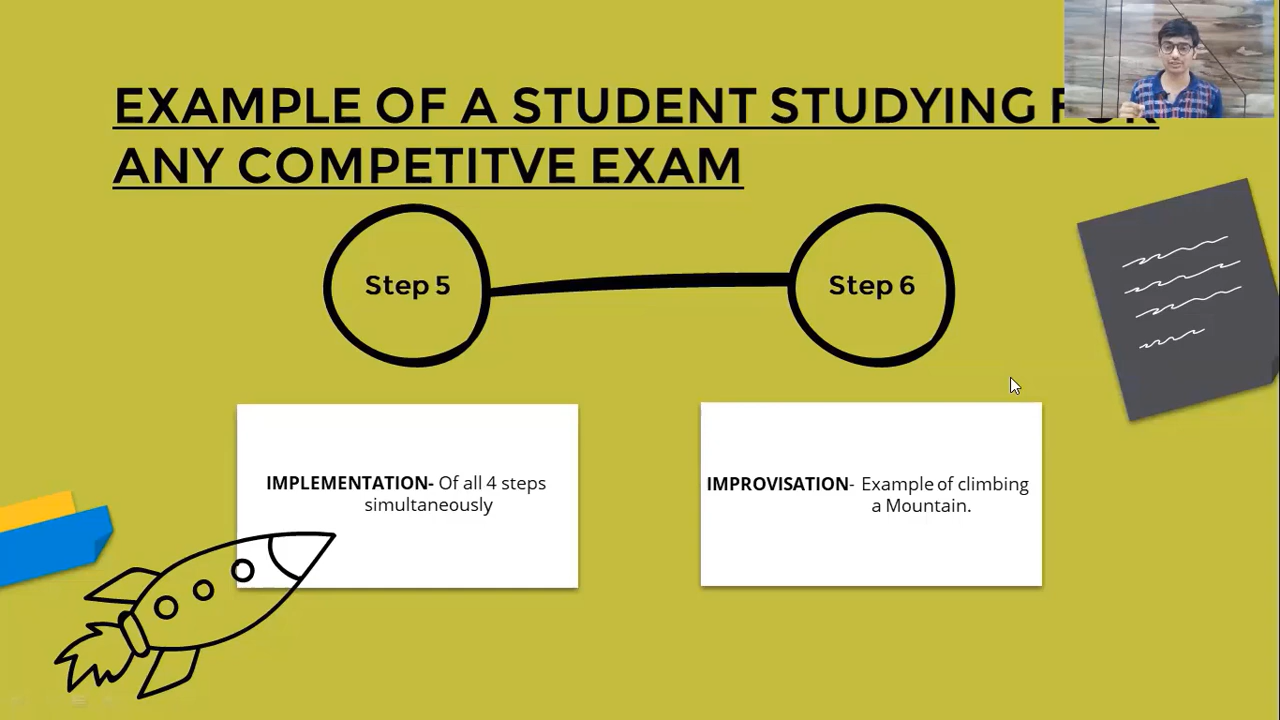 EXAMPLE OF A STUDENT STUDYING FOR
ANY COMPETITVE EXAM
Step 5
Step 6
IMPLEMENTATION- Of all 4 steps
simultaneously
IMPROVISATION- Example of climbing
a Mountain.